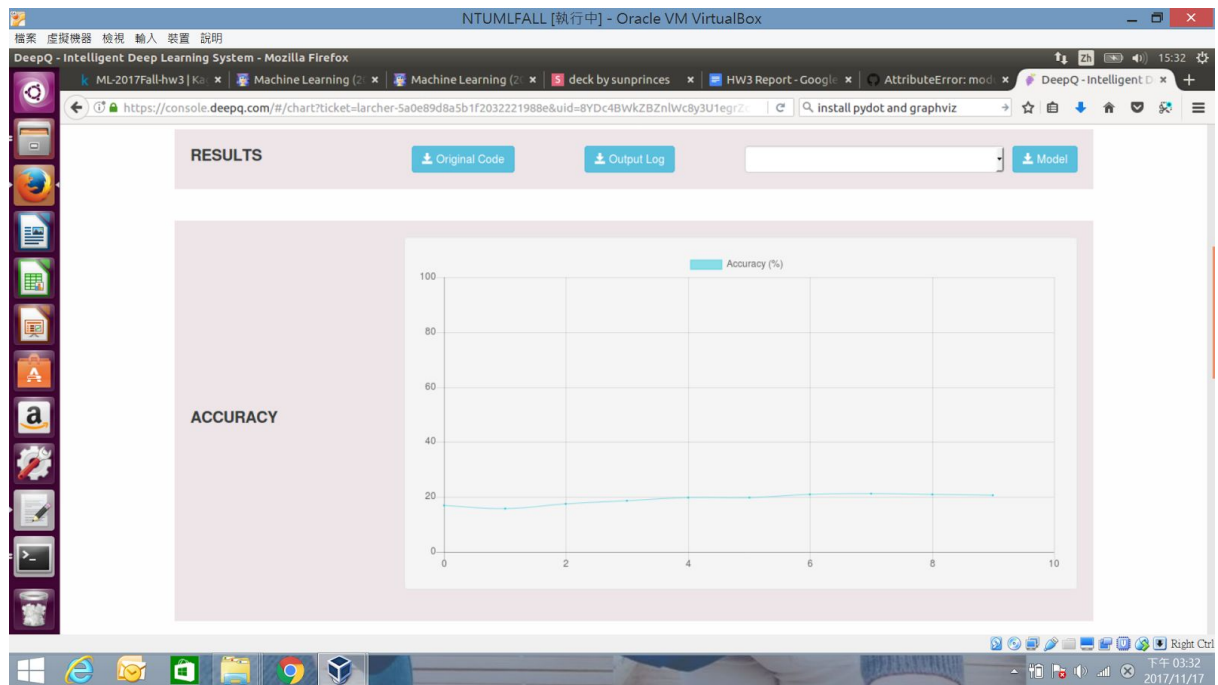 NTUMLFALL [執行中] - Oracle VM VirtualBox
檔案 虛擬機器 檢視 輸入 裝置 說明
DeepQ - Intelligent Deep Learning System - Mozilla Firefox
Zh 15:32
ML-2017Fall-hw3 | Ka
Machine Learning (20
Machine Learning (20
deck by sunprinces
HW3 Report - Google
AttributeError: mod
DeepQ - Intelligent D
https://console.deepq.com/#/chart?ticket=larcher-5a0e89d8a5b1f2032221988e&uid=8YDc4BWkZBZnlWc8y3U1egrZ
install pydot and graphviz
RESULTS
Original Code
Output Log
Model
ACCURACY
Accuracy (%)
100
80
60
40
20
0
0 2 4 6 8 10
Right Ctrl
下午 03:32
2017/11/17